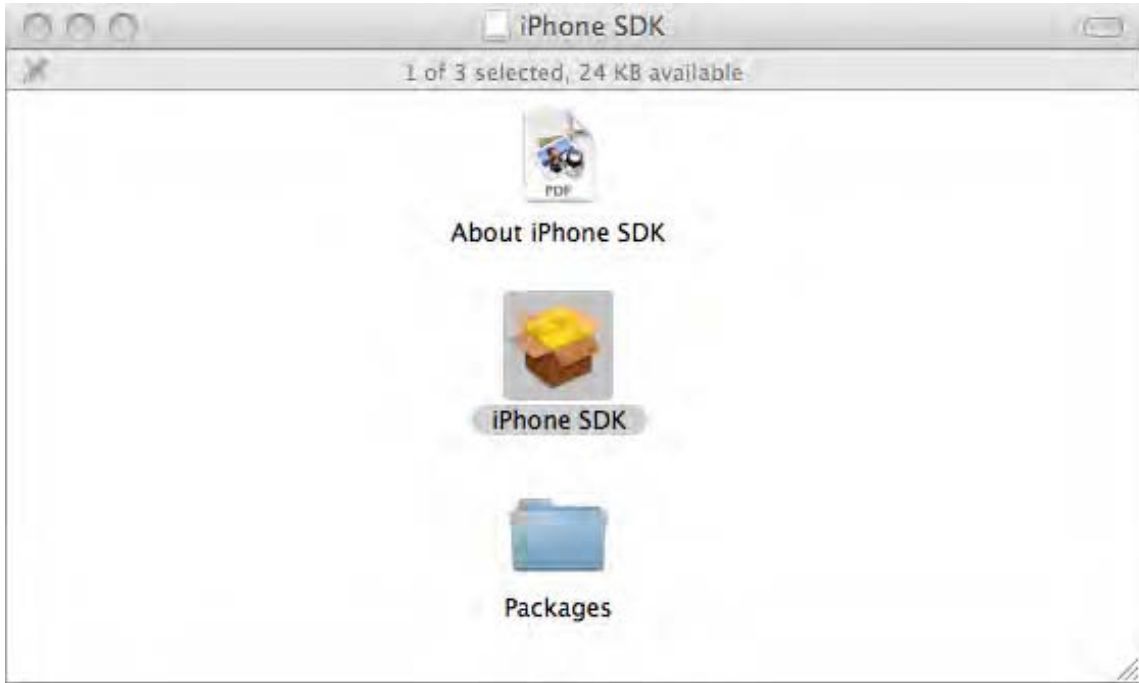 iPhone SDK
1 of 3 selected, 24 KB available
PDF
About iPhone SDK
iPhone SDK
Packages